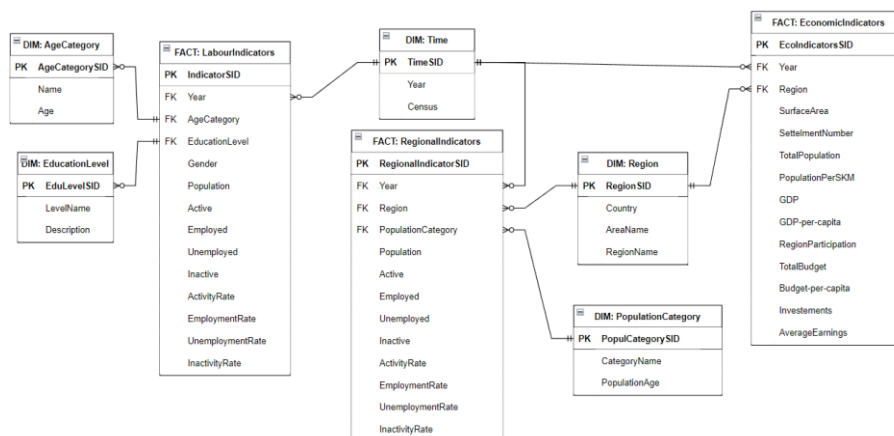 DIM: AgeCategory
PK AgeCategorySID
Name
Age
DIM: EducationLevel
PK EduLevelSID
LevelName
Description
FACT: LabourIndicators
PK IndicatorSID
FK Year
FK AgeCategory
FK EducationLevel
Gender
Population
Active
Employed
Unemployed
Inactive
ActivityRate
EmploymentRate
UnemploymentRate
InactivityRate
DIM: Time
PK TimeSID
Year
Census
FACT: RegionalIndicators
PK RegionalIndicatorSID
FK Year
FK Region
FK PopulationCategory
Population
Active
Employed
Unemployed
Inactive
ActivityRate
EmploymentRate
UnemploymentRate
InactivityRate
DIM: Region
PK RegionSID
Country
AreaName
RegionName
DIM: PopulationCategory
PK PopulCategorySID
CategoryName
PopulationAge
FACT: EconomicIndicators
PK EcoIndicatorsSID
FK Year
FK Region
SurfaceArea
SettelmentNumber
TotalPopulation
PopulationPerSKM
GDP
GDP-per-capita
RegionParticipation
TotalBudget
Budget-per-capita
Investements
AverageEarnings